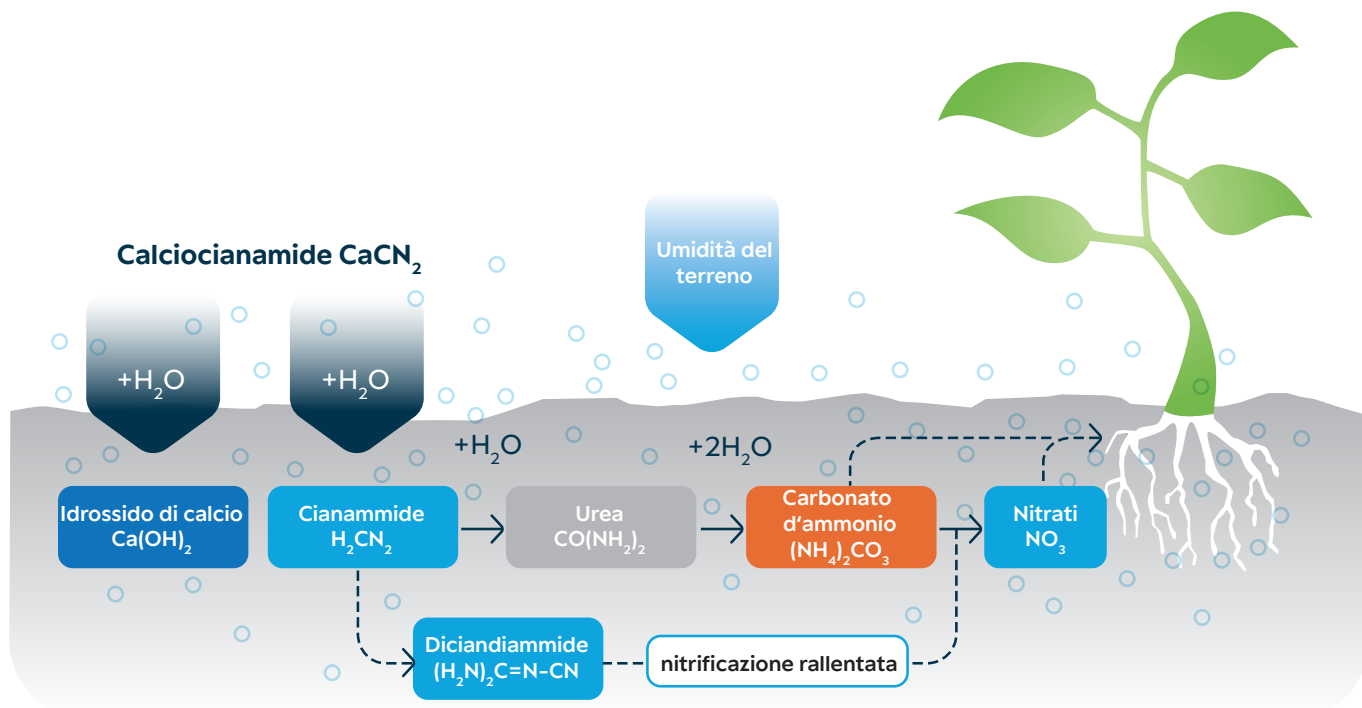 Calciocianamide CaCN₂
Umidità del
terreno
+H₂O
+H₂O
+H₂O
+2H₂O
Idrossido di calcio
Ca(OH)₂
Cianammide
H₂CN₂
Urea
CO(NH₂)₂
Carbonato
d'ammonio
(NH₄)₂CO₃
Nitrati
NO₃
Diciandiammide
(H₂N)₂C=N–CN
nitrificazione rallentata